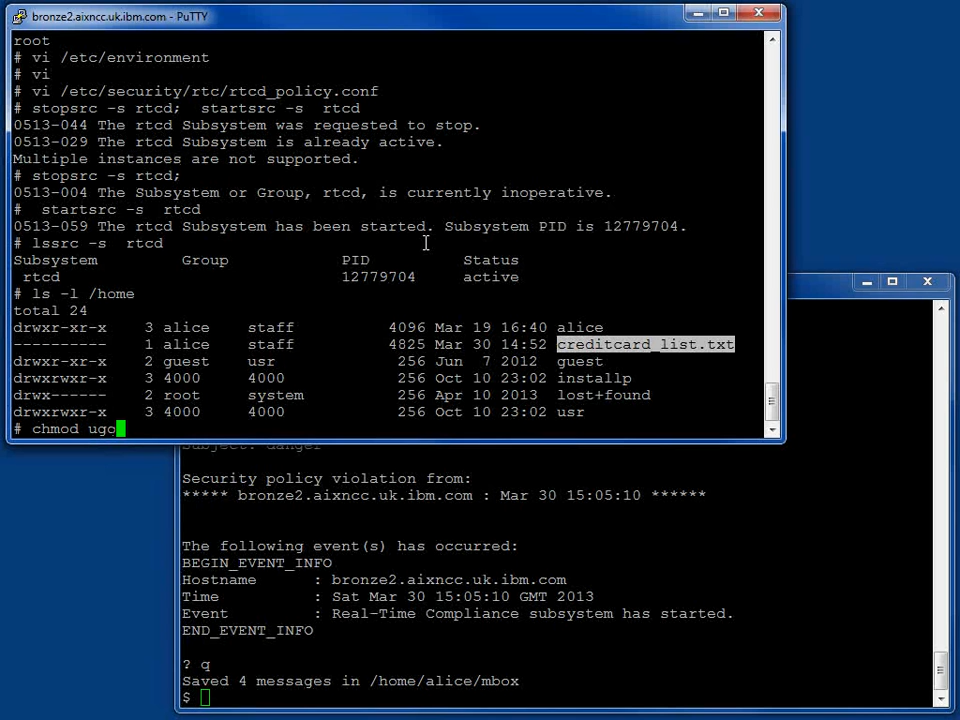 bronze2.aixncc.uk.ibm.com - PuTTY
root
# vi /etc/environment
# vi
# vi /etc/security/rtc/rtcd_policy.conf
# stopsrc -s rtcd;  startsrc -s  rtcd
0513-044 The rtcd Subsystem was requested to stop.
0513-029 The rtcd Subsystem is already active.
Multiple instances are not supported.
# stopsrc -s rtcd;
0513-004 The Subsystem or Group, rtcd, is currently inoperative.
#  startsrc -s  rtcd
0513-059 The rtcd Subsystem has been started. Subsystem PID is 12779704.
# lssrc -s  rtcd
Subsystem         Group            PID          Status
 rtcd                              12779704     active
# ls -l /home
total 24
drwxr-xr-x    3 alice    staff          4096 Mar 19 16:40 alice
----------    1 alice    staff          4825 Mar 30 14:52 creditcard_list.txt
drwxr-xr-x    2 guest    usr             256 Jun  7 2012 guest
drwxr-xr-x    3 4000     4000            256 Oct 10 23:02 installp
drwx------    2 root     system          256 Apr 10 2013 lost+found
drwxrwxr-x    3 4000     4000            256 Oct 10 23:02 usr
# chmod ugo
Subject: danger
Security policy violation from:
***** bronze2.aixncc.uk.ibm.com : Mar 30 15:05:10 ******
The following event(s) has occurred:
BEGIN_EVENT_INFO
Hostname      : bronze2.aixncc.uk.ibm.com
Time          : Sat Mar 30 15:05:10 GMT 2013
Event         : Real-Time Compliance subsystem has started.
END_EVENT_INFO
? q
Saved 4 messages in /home/alice/mbox
$